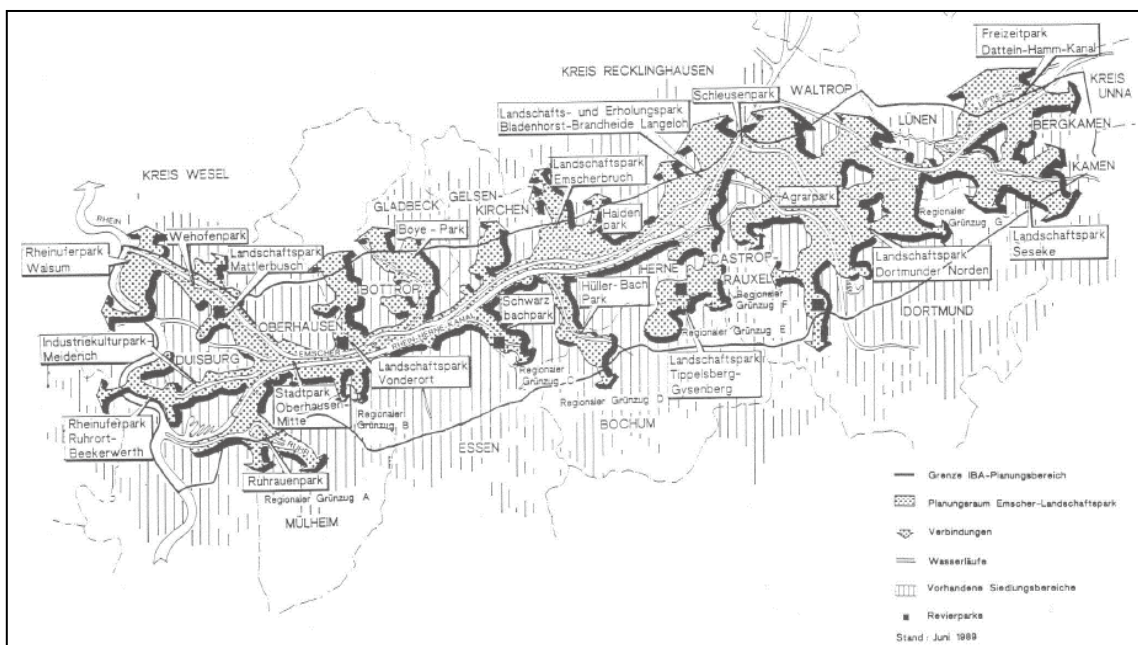 Freizeitpark
Datteln-Hamm-Kanal
KREIS RECKLINGHAUSEN
Schleusenpark
WALTROP
KREIS
UNNA
LÜNEN
LIPPE
Landschafts- und Erholungspark
Bladenhorst-Brandheide Langeloh
BERGKAMEN
KAMEN
Landschaftspark
Emscherbruch
KREIS WESEL
GELSEN-
KIRCHEN
GLADBECK
Halden
park
Agrarpark
RHEIN
Boye - Park
Regionaler
Grünzug G
Wehofenpark
Rheinuferpark
Walsum
Landschaftspark
Mattlerbusch
Landschaftspark
Seseke
Landschaftspark
Dortmunder Norden
HERNE
CASTROP-
RAUXEL
BOTTROP
Hüller-Bach
Park
Schwarz
bachpark
RHEIN-HERNE-KANAL
Regionaler
Grünzug F
DORTMUND
OBERHAUSEN
Regionaler Grünzug E
Industriekulturpark-
Meiderich
DUISBURG
EMSCHER
Landschaftspark
Vonderort
Landschaftspark
Tippelsberg-
Gysenberg
Regionaler
Grünzug C
Stadtpark
Oberhausen-
Mitte
Regionaler Grünzug D
Regionaler
Grünzug B
Rheinuferpark
Ruhrort-
Beekerwerth
BOCHUM
ESSEN
RUHR
Ruhrauenpark
Regionaler Grünzug A
MÜLHEIM
Grenze IBA-Planungsbereich
Planungsraum Emscher-Landschaftspark
Verbindungen
Wasserläufe
Vorhandene Siedlungsbereiche
Revierparks
Stand : Juni 1989